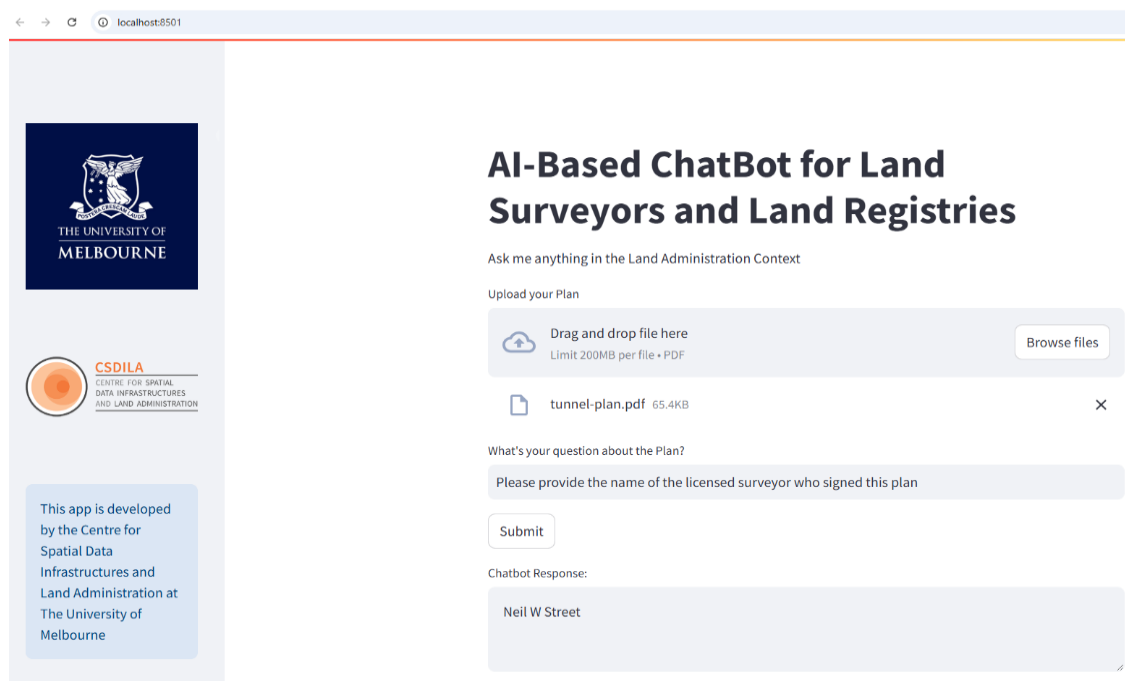 localhost:8501
POSTERA CRESCAM LAUDE
THE UNIVERSITY OF
MELBOURNE
CSDILA
CENTRE FOR SPATIAL
DATA INFRASTRUCTURES
AND LAND ADMINISTRATION
This app is developed
by the Centre for
Spatial Data
Infrastructures and
Land Administration at
The University of
Melbourne
AI-Based ChatBot for Land
Surveyors and Land Registries
Ask me anything in the Land Administration Context
Upload your Plan
Drag and drop file here
Limit 200MB per file • PDF
Browse files
tunnel-plan.pdf 65.4KB
What's your question about the Plan?
Please provide the name of the licensed surveyor who signed this plan
Submit
Chatbot Response:
Neil W Street